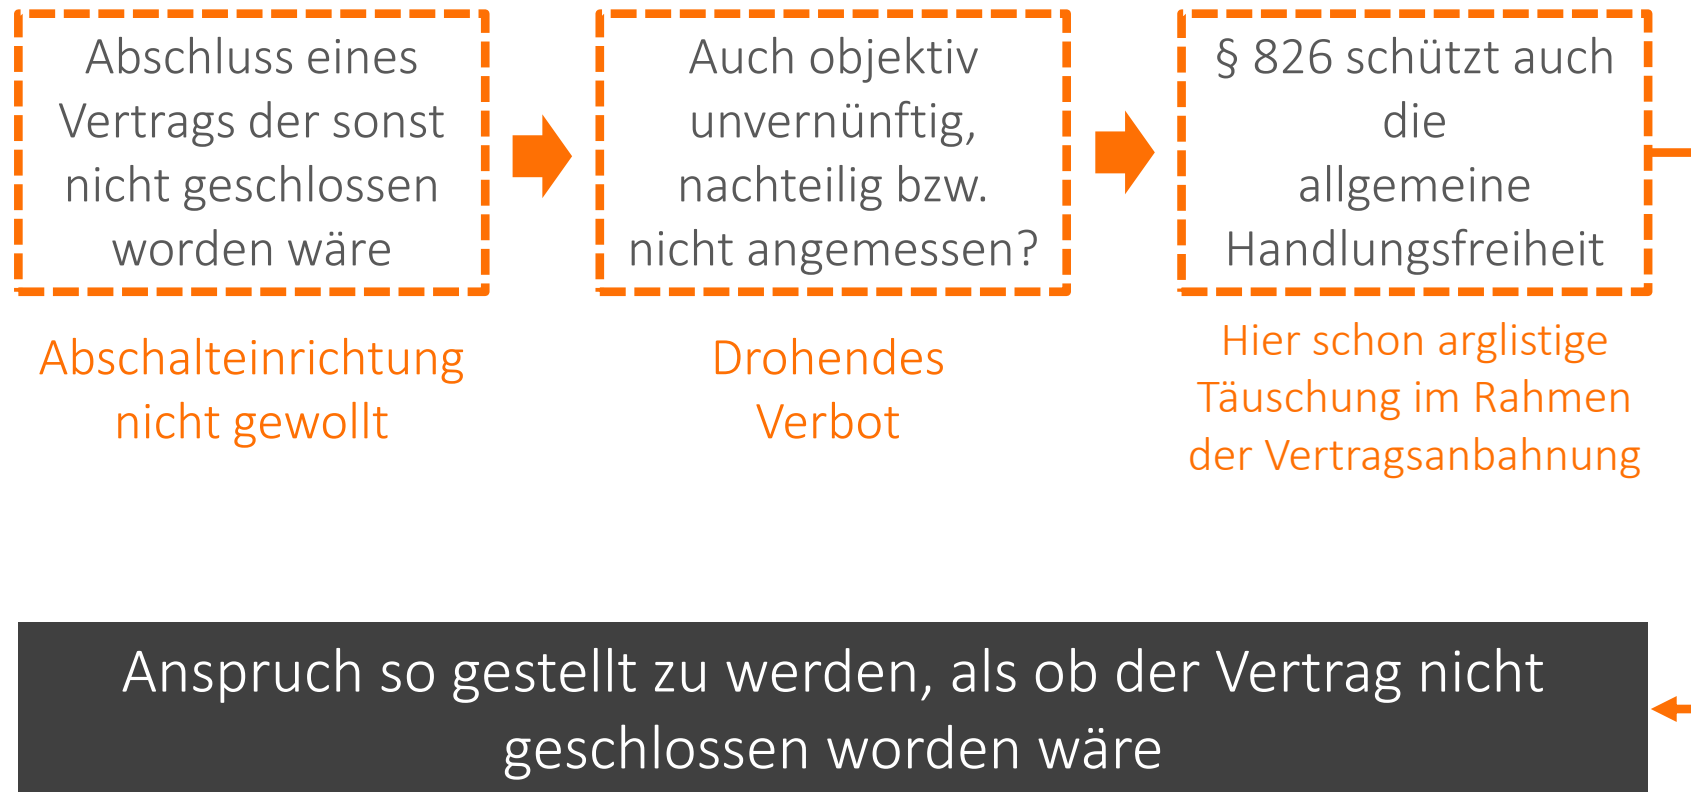 Abschluss eines
Vertrags der sonst
nicht geschlossen
worden wäre
Abschalteinrichtung
nicht gewollt
Auch objektiv
unvernünftig,
nachteilig bzw.
nicht angemessen?
Drohendes
Verbot
§ 826 schützt auch
die
allgemeine
Handlungsfreiheit
Hier schon arglistige
Täuschung im Rahmen
der Vertragsanbahnung
Anspruch so gestellt zu werden, als ob der Vertrag nicht
geschlossen worden wäre